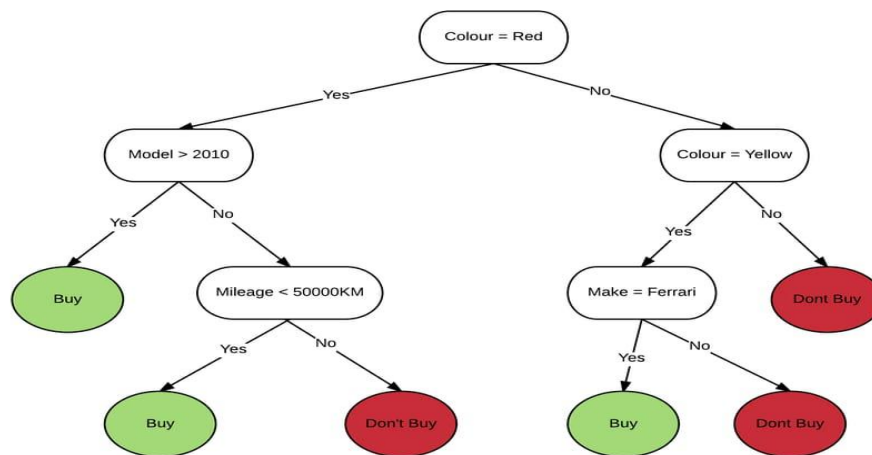 Colour = Red
Yes
No
Model > 2010
Colour = Yellow
Yes
No
Yes
No
Buy
Mileage < 50000KM
Make = Ferrari
Dont Buy
Yes
No
Yes
No
Buy
Don't Buy
Buy
Dont Buy